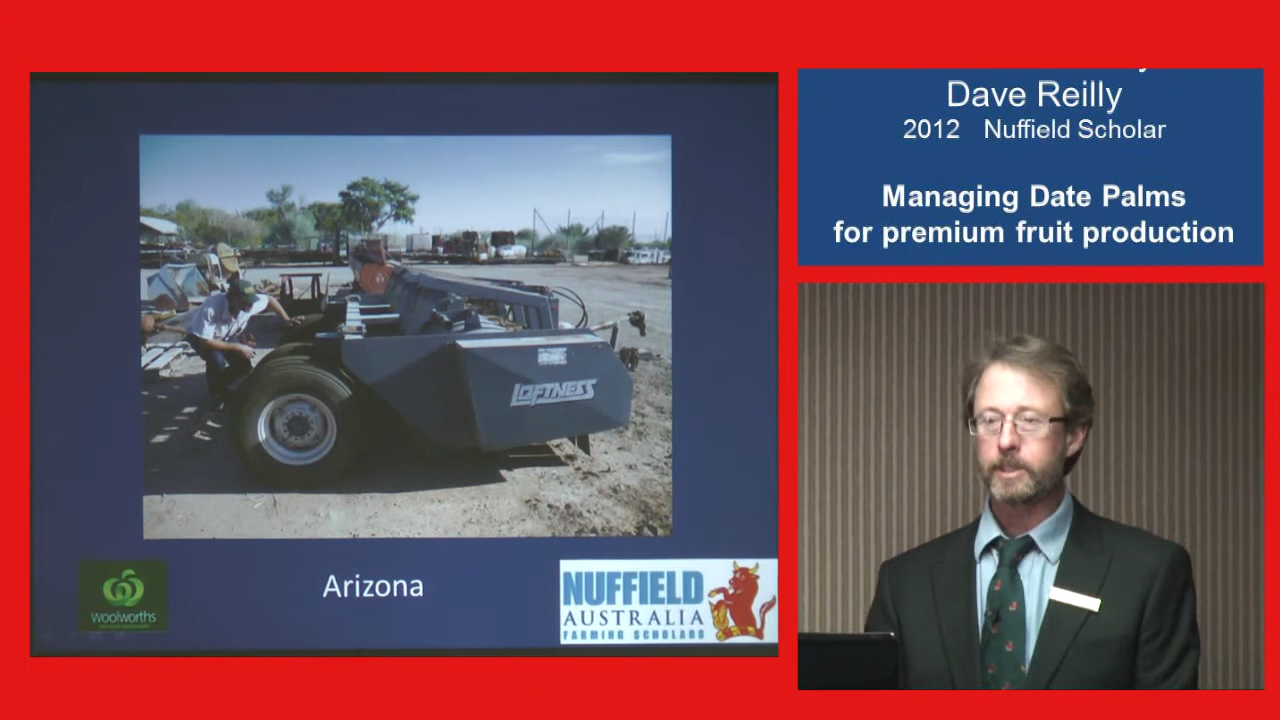 LOFTNESS
Arizona
woolworths
NUFFIELD
AUSTRALIA
FARMING SCHOLARS
Dave Reilly
2012 Nuffield Scholar
Managing Date Palms
for premium fruit production